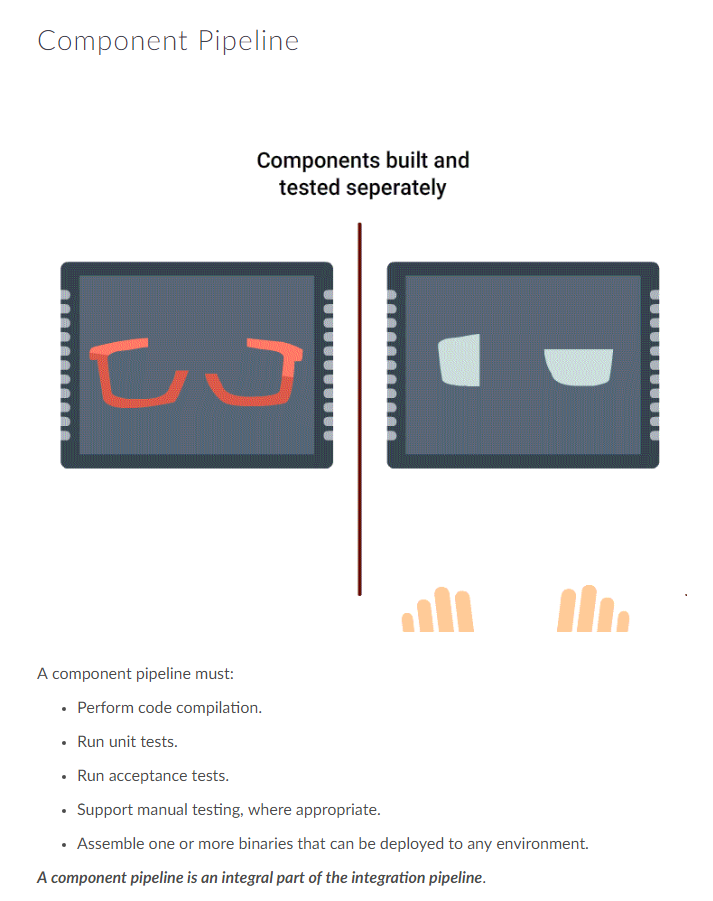 Component Pipeline
Components built and
tested seperately
A component pipeline must:
• Perform code compilation.
• Run unit tests.
• Run acceptance tests.
• Support manual testing, where appropriate.
• Assemble one or more binaries that can be deployed to any environment.
A component pipeline is an integral part of the integration pipeline.